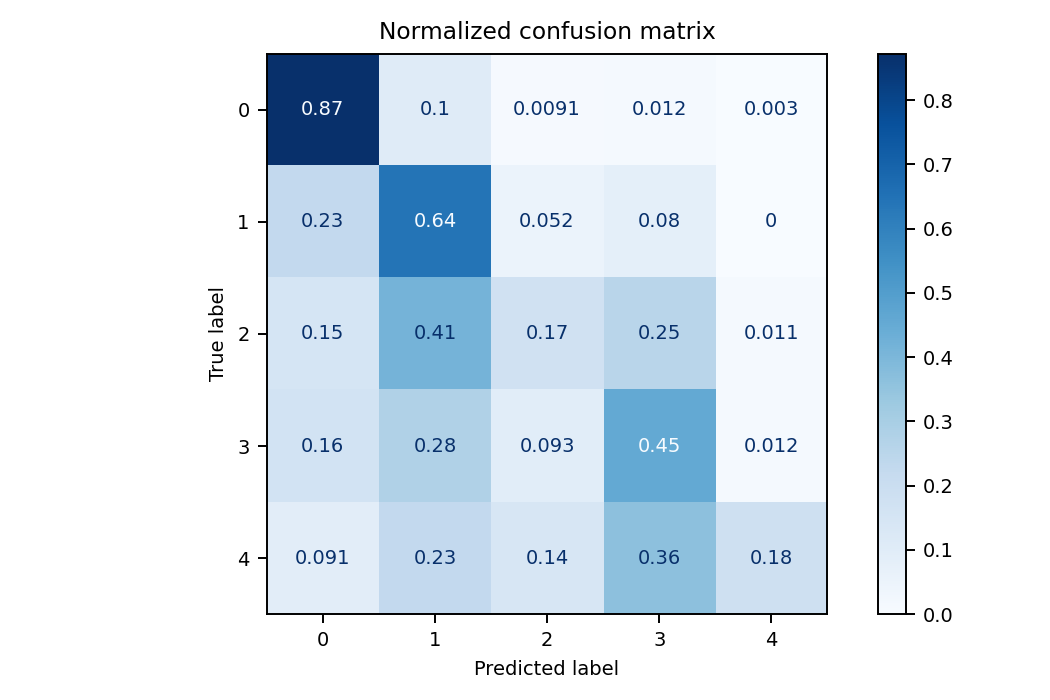 Normalized confusion matrix
0 0.87 0.1 0.0091 0.012 0.003
1 0.23 0.64 0.052 0.08 0
2 0.15 0.41 0.17 0.25 0.011
3 0.16 0.28 0.093 0.45 0.012
4 0.091 0.23 0.14 0.36 0.18
0 1 2 3 4
Predicted label
True label
0.8
0.7
0.6
0.5
0.4
0.3
0.2
0.1
0.0